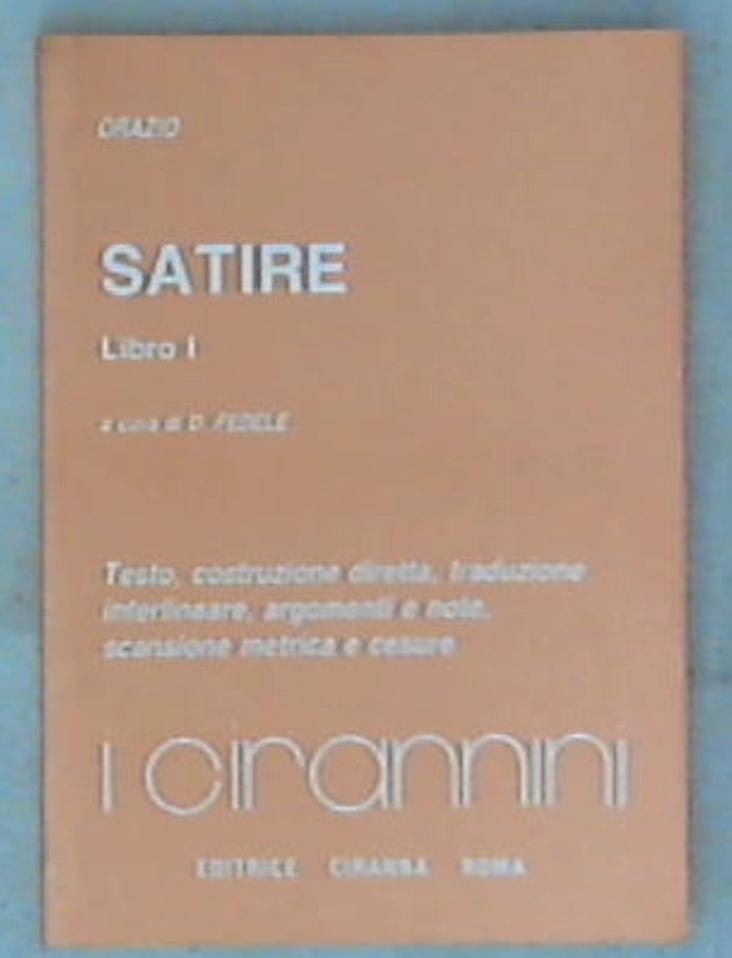 ORAZIO
SATIRE
Libro I
a cura di D. FEDELE
Testo, costruzione diretta, traduzione
interlineare, argomenti e note,
scansione metrica e cesure
I cirannini
EDITRICE CIRANNA ROMA